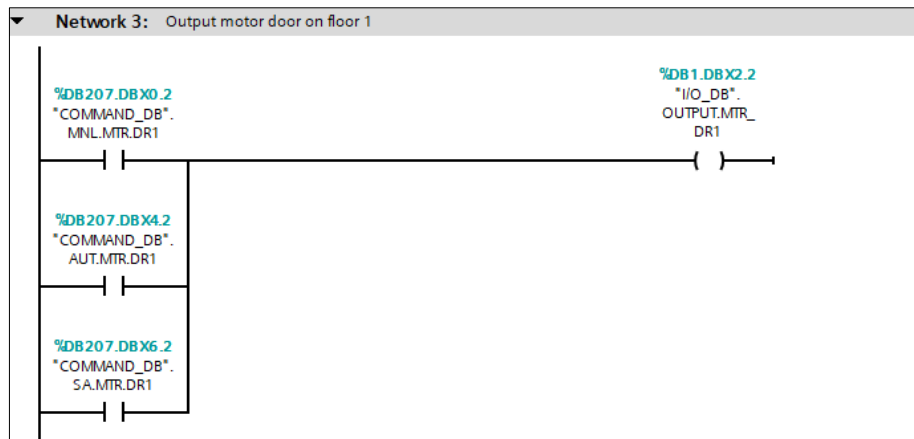 Network 3: Output motor door on floor 1
%DB1.DBX2.2
"I/O_DB".
OUTPUT.MTR_
DR1
%DB207.DBX0.2
"COMMAND_DB".
MNL.MTR.DR1
%DB207.DBX4.2
"COMMAND_DB".
AUT.MTR.DR1
%DB207.DBX6.2
"COMMAND_DB".
SA.MTR.DR1